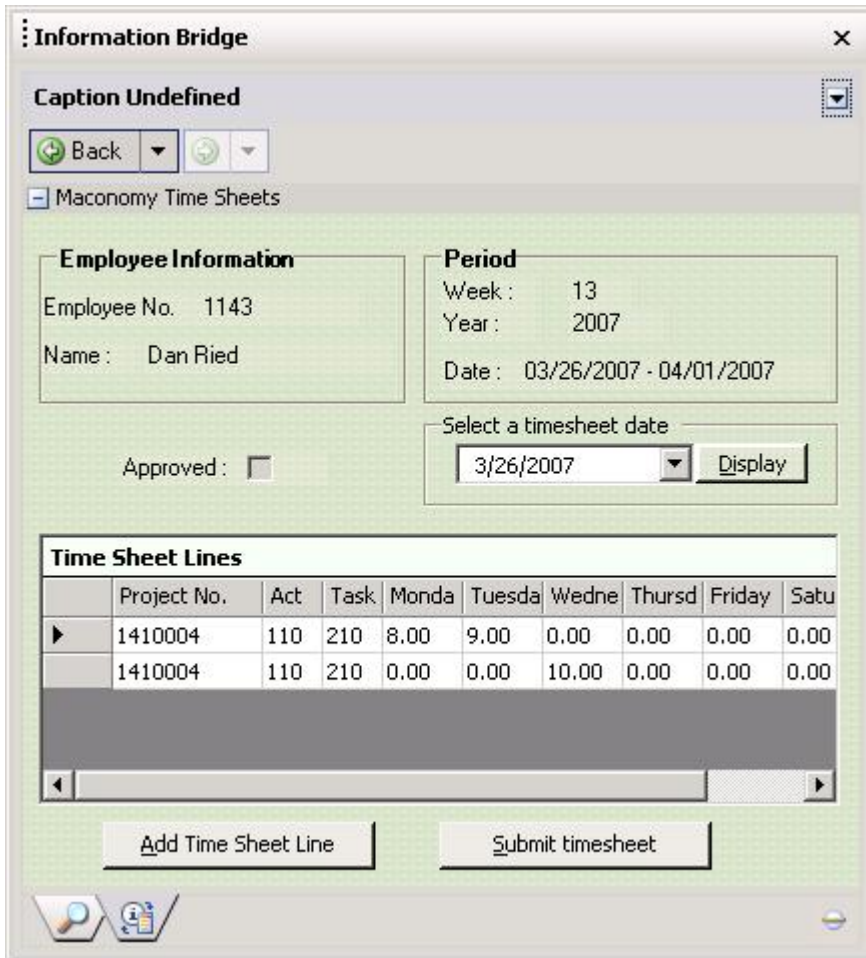 Information Bridge
Caption Undefined
Back
Maconomy Time Sheets
Employee Information
Employee No. 1143
Name : Dan Ried
Period
Week : 13
Year : 2007
Date : 03/26/2007 - 04/01/2007
Approved :
Select a timesheet date
3/26/2007 Display
Time Sheet Lines
Project No. Act Task Monda Tuesda Wedne Thursd Friday Satu
1410004 110 210 8.00 9.00 0.00 0.00 0.00 0.00
1410004 110 210 0.00 0.00 10.00 0.00 0.00 0.00
Add Time Sheet Line Submit timesheet